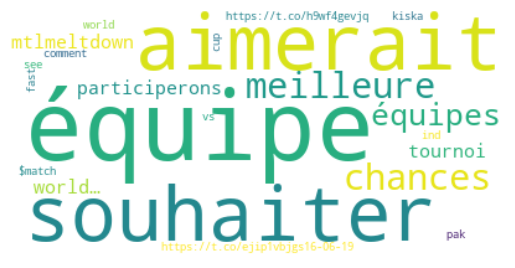 https://t.co/h9wf4gevjq kiska
world
aimerait
mtlmeltdown
cup
comment
see
fast
participerons
meilleure
équipe
équipes
vs
ind
tournoi
$match
chances
world…
souhaiter
pak
https://t.co/ejip1vbjgs16-06-19